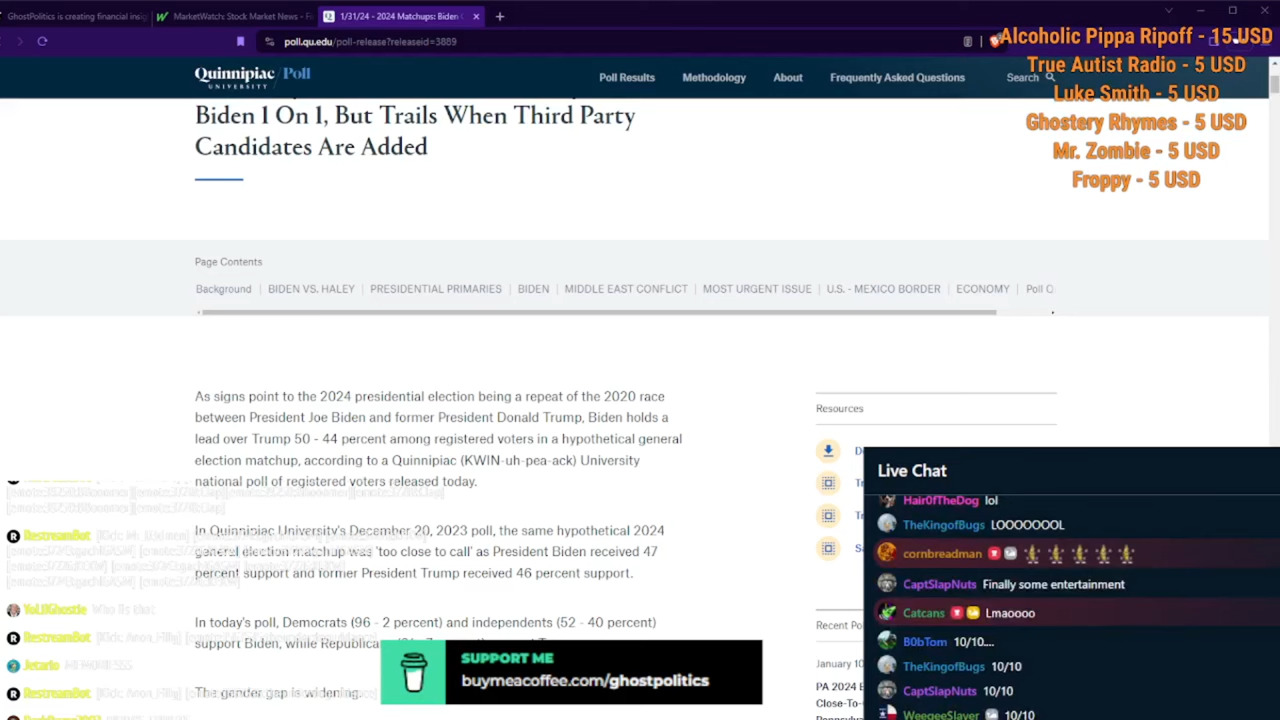 GhostPolitics is creating financial insig
MarketWatch: Stock Market News - F
1/31/24 - 2024 Matchups: Biden
poll.qu.edu/poll-release?releaseid=3889
Quinnipiac UNIVERSITY Poll
Poll Results
Methodology
About
Frequently Asked Questions
Search
Alcoholic Pippa Ripoff - 15 USD
True Autist Radio - 5 USD
Luke Smith - 5 USD
Ghostery Rhymes - 5 USD
Mr. Zombie - 5 USD
Froppy - 5 USD
Biden 1 On 1, But Trails When Third Party
Candidates Are Added
Page Contents
Background | BIDEN VS. HALEY | PRESIDENTIAL PRIMARIES | BIDEN | MIDDLE EAST CONFLICT | MOST URGENT ISSUE | U.S. - MEXICO BORDER | ECONOMY | Poll
As signs point to the 2024 presidential election being a repeat of the 2020 race
between President Joe Biden and former President Donald Trump, Biden holds a
lead over Trump 50 - 44 percent among registered voters in a hypothetical general
election matchup, according to a Quinnipiac (KWIN-uh-pea-ack) University
national poll of registered voters released today.
In Quinnipiac University's December 20, 2023 poll, the same hypothetical 2024
general election matchup was 'too close to call' as President Biden received 47
percent support and former President Trump received 46 percent support.
In today's poll, Democrats (96 - 2 percent) and independents (52 - 40 percent)
support Biden, while Republica
The gender gap is widening.
Resources
Recent Po
January 10
PA 2024
Close-To-
RestreamBot
YoLilGhostie Who is that
RestreamBot
Jetario
RestreamBot
SUPPORT ME
buymeacoffee.com/ghostpolitics
Live Chat
Hair0fTheDog lol
TheKingofBugs LOOOOOOOL
cornbreadman
CaptSlapNuts Finally some entertainment
Catcans Lmaoooo
B0bTom 10/10....
TheKingofBugs 10/10
CaptSlapNuts 10/10
WeegeeSlayer 10/10